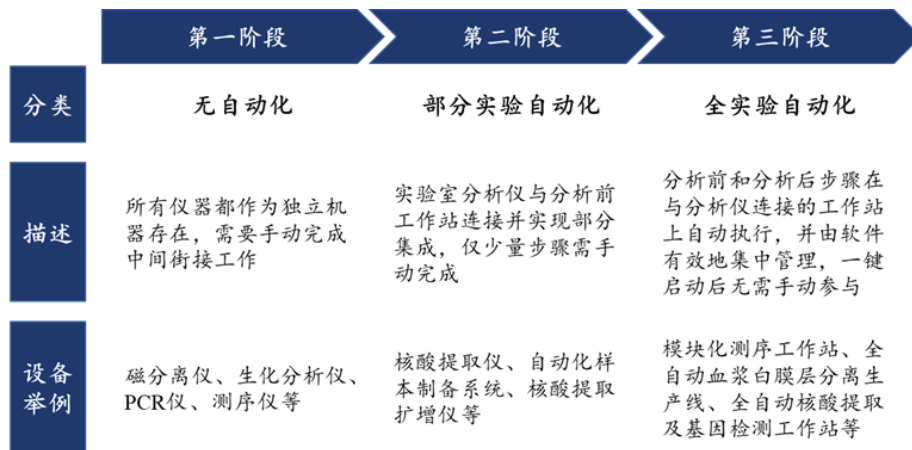 第一阶段
第二阶段
第三阶段
分类
无自动化
部分实验自动化
全实验自动化
描述
所有仪器都作为独立机
器存在，需要手动完成
中间街接工作
实验室分析仪与分析前
工作站连接并实现部分
集成，仅少量步骤需手
动完成
分析前和分析后步骤在
与分析仪连接的工作站
上自动执行，并由软件
有效地集中管理，一键
启动后无需手动参与
设备
举例
磁分离仪、生化分析仪、
PCR仪、测序仪等
核酸提取仪、自动化样
本制备系统、核酸提取
扩增仪等
模块化测序工作站、全
自动血浆白膜层分离生
产线、全自动核酸提取
及基因检测工作站等